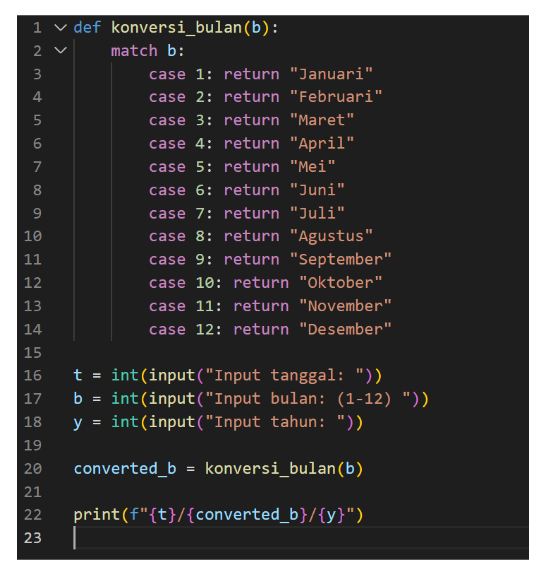 1 def konversi_bulan(b):
2 match b:
3 case 1: return "Januari"
4 case 2: return "Februari"
5 case 3: return "Maret"
6 case 4: return "April"
7 case 5: return "Mei"
8 case 6: return "Juni"
9 case 7: return "Juli"
10 case 8: return "Agustus"
11 case 9: return "September"
12 case 10: return "Oktober"
13 case 11: return "November"
14 case 12: return "Desember"
15
16 t = int(input("Input tanggal: "))
17 b = int(input("Input bulan: (1-12) "))
18 y = int(input("Input tahun: "))
19
20 converted_b = konversi_bulan(b)
21
22 print(f"{t}/{converted_b}/{y}")
23